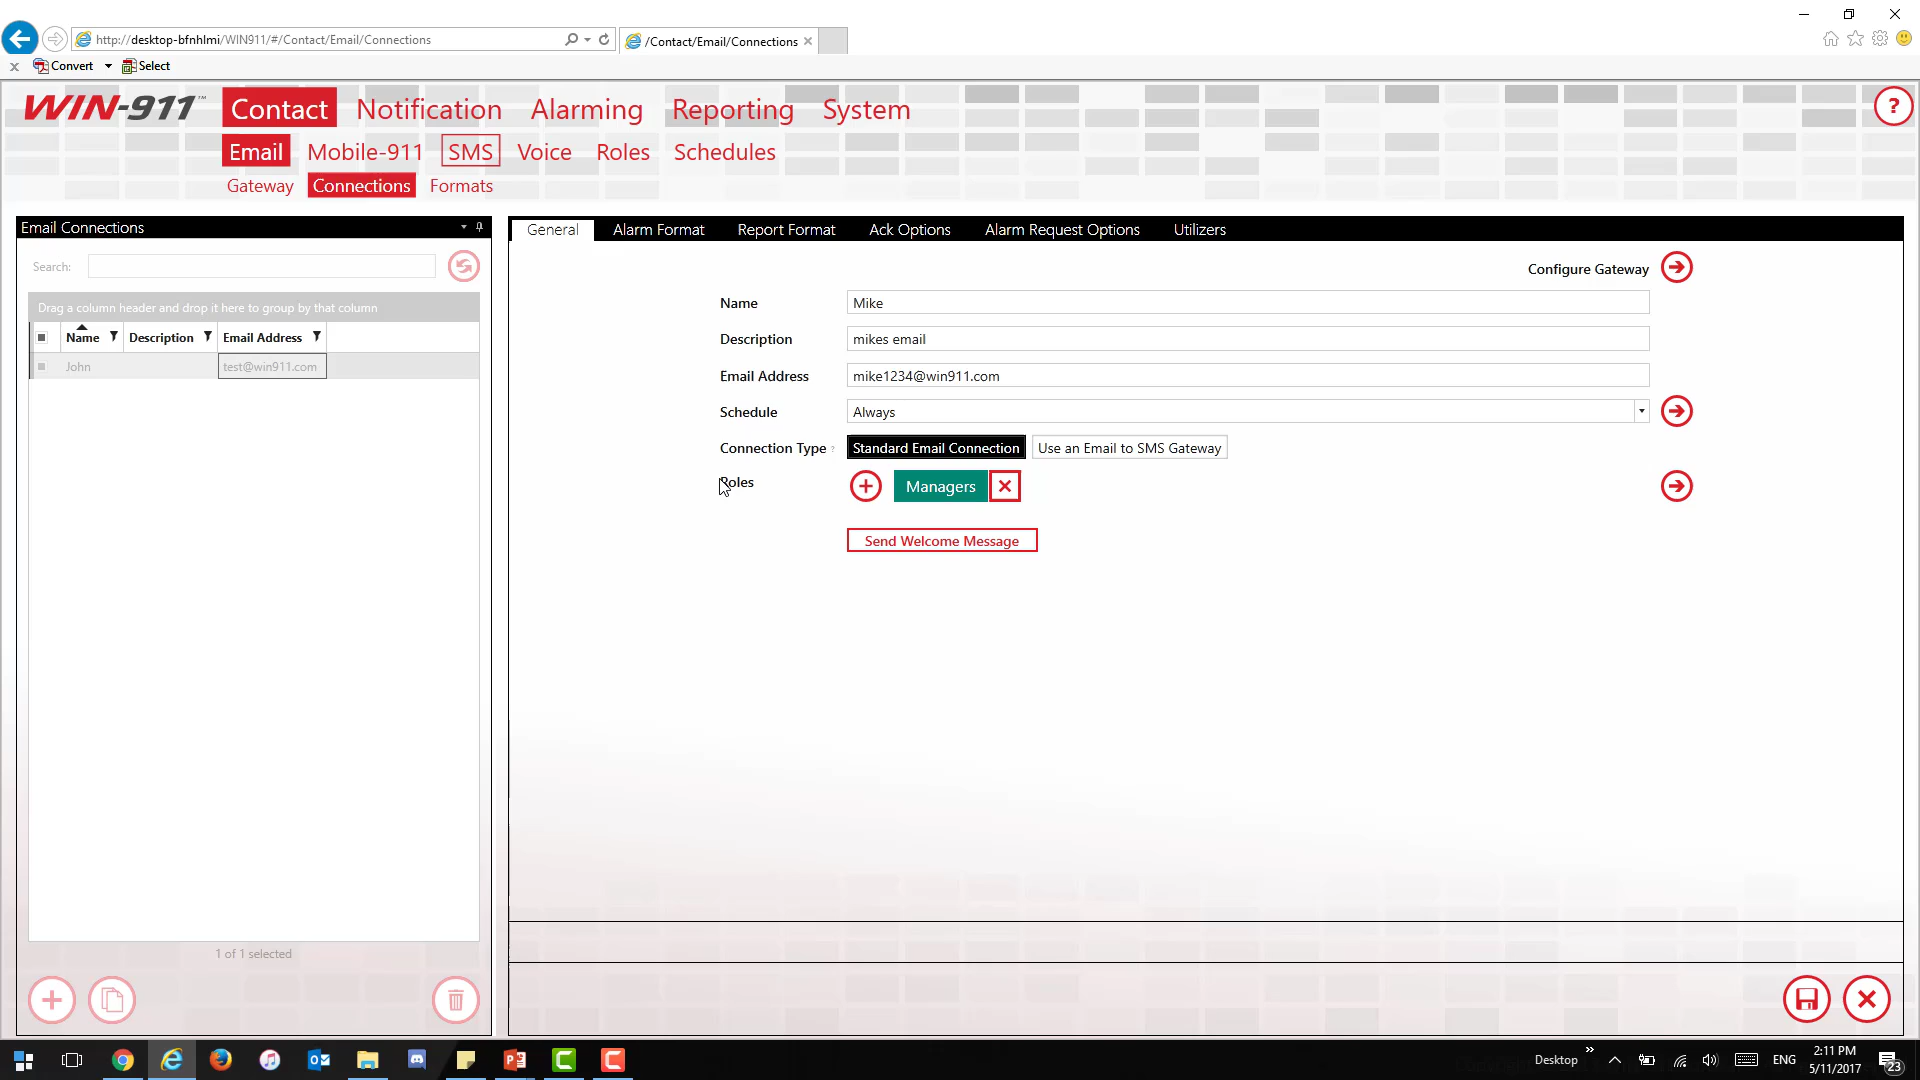 http://desktop-bfnhlmi/WIN911/#/Contact/Email/Connections
/Contact/Email/Connections
x Convert Select
WIN-911™ Contact Notification Alarming Reporting System ?
Email Mobile-911 SMS Voice Roles Schedules
Gateway Connections Formats
Email Connections
Search:
Drag a column header and drop it here to group by that column
Name Description Email Address
John test@win911.com
1 of 1 selected
General Alarm Format Report Format Ack Options Alarm Request Options Utilizers
Configure Gateway
Name Mike
Description mikes email
Email Address mike1234@win911.com
Schedule Always
Connection Type ? Standard Email Connection Use an Email to SMS Gateway
Roles Managers
Send Welcome Message
Desktop » ENG 2:11 PM
5/11/2017 23